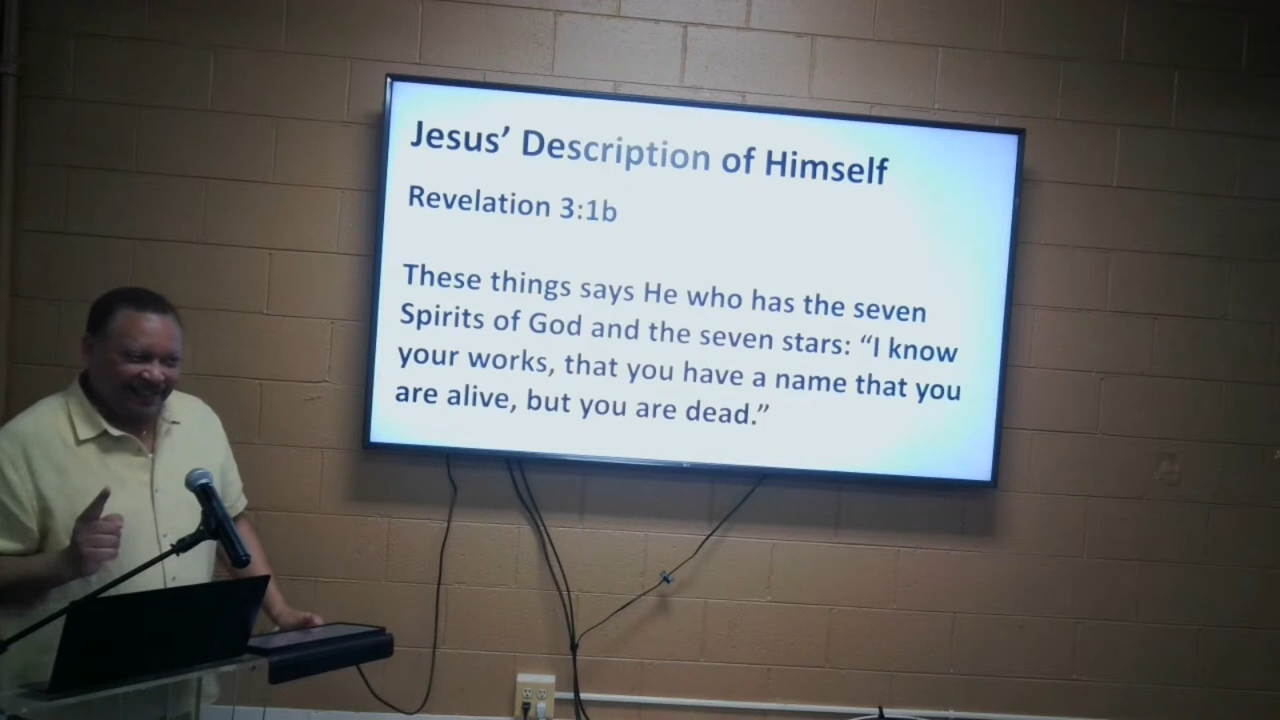 Jesus’ Description of Himself
Revelation 3:1b
These things says He who has the seven
Spirits of God and the seven stars: “I know
your works, that you have a name that you
are alive, but you are dead.”